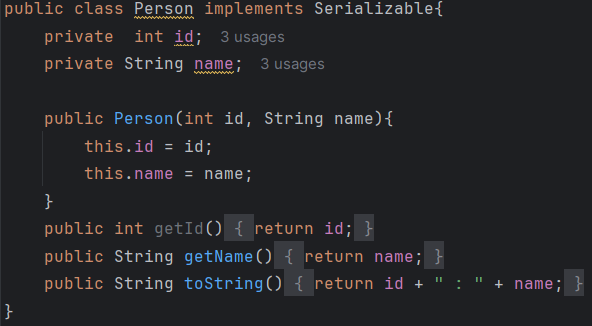 public class Person implements Serializable{
    private  int id;  3 usages
    private String name;  3 usages

    public Person(int id, String name){
        this.id = id;
        this.name = name;
    }
    public int getId() { return id; }
    public String getName() { return name; }
    public String toString() { return id + " : " + name; }
}